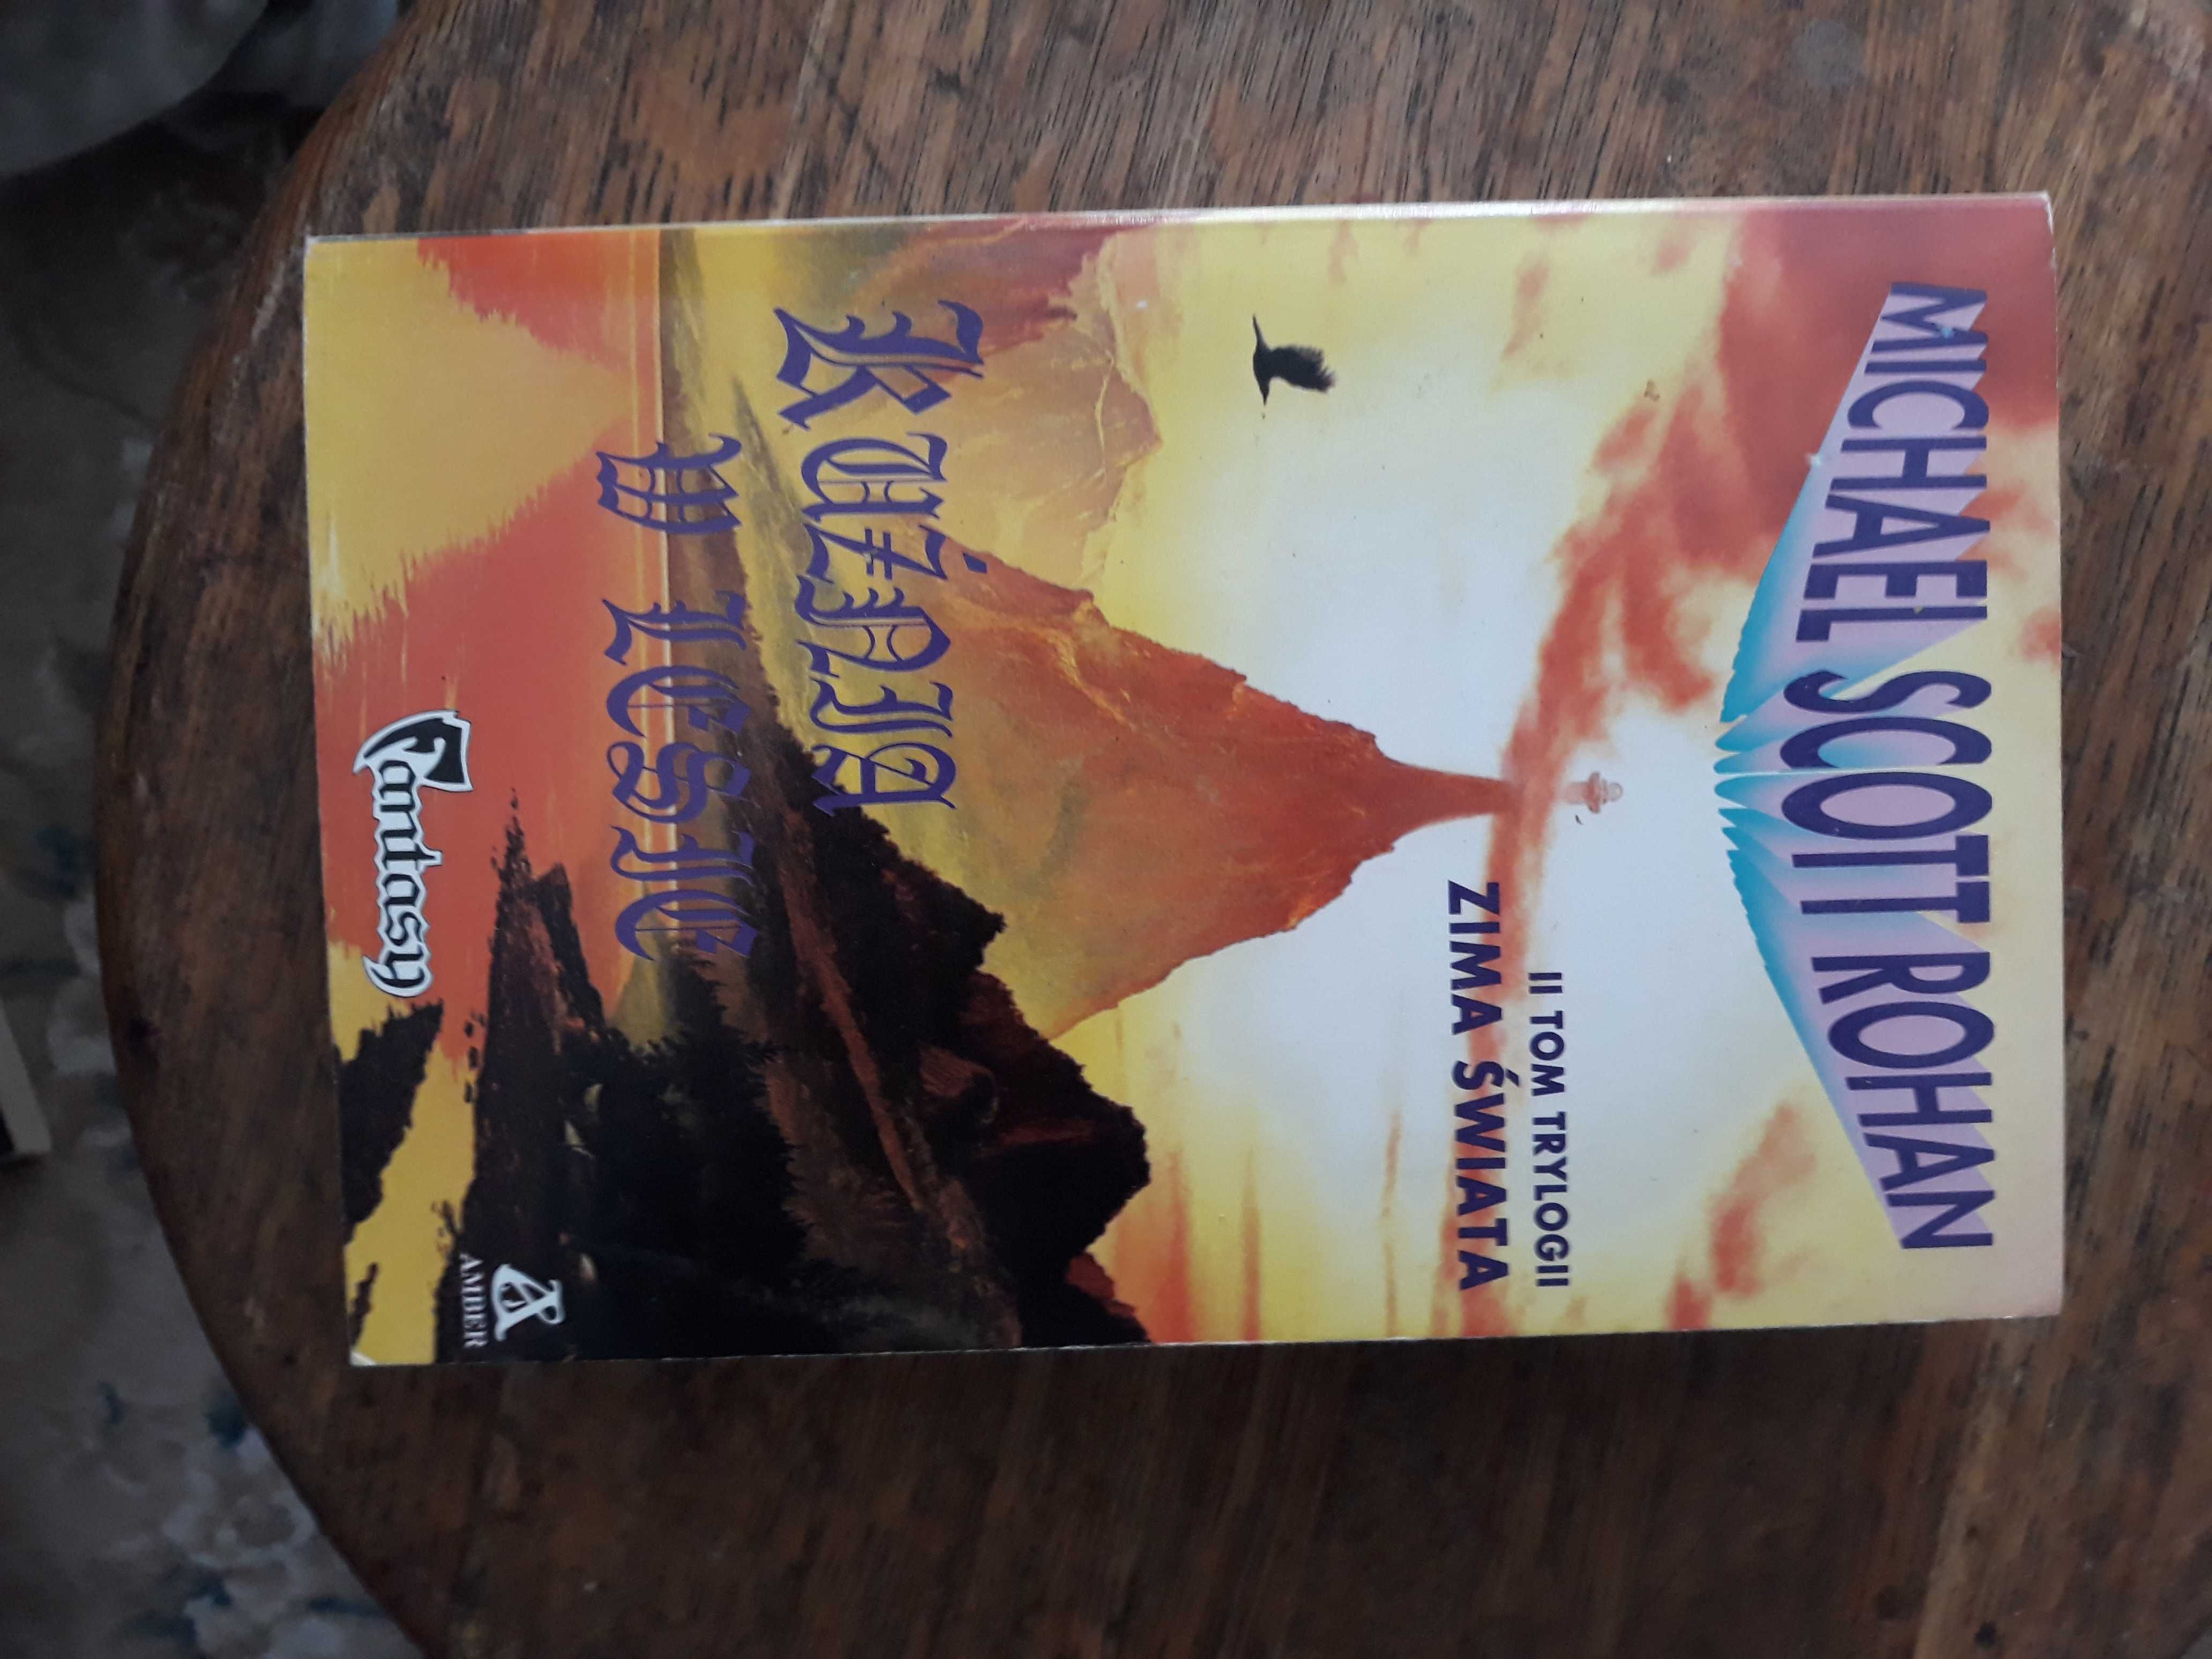 MICHAEL SCOTT ROHAN
II TOM TRYLOGII
ZIMA ŚWIATA
KUŹNIA
W LESIE
Fantasy
A
AMBER